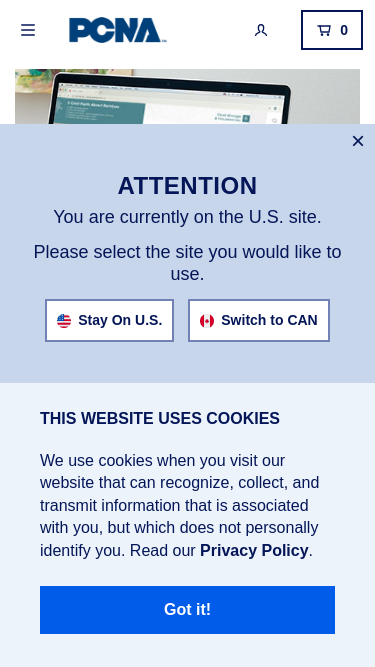 PCNA
0
ATTENTION
You are currently on the U.S. site.
Please select the site you would like to
use.
Stay On U.S.
Switch to CAN
THIS WEBSITE USES COOKIES
We use cookies when you visit our
website that can recognize, collect, and
transmit information that is associated
with you, but which does not personally
identify you. Read our Privacy Policy.
Got it!